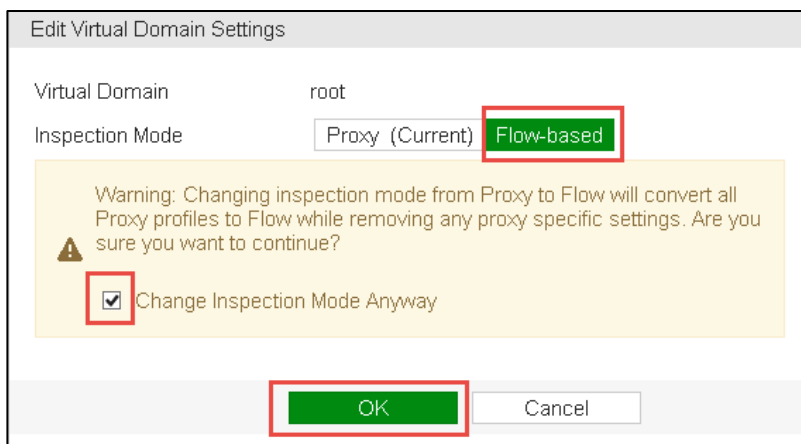 Edit Virtual Domain Settings
Virtual Domain root
Inspection Mode Proxy (Current) Flow-based
Warning: Changing inspection mode from Proxy to Flow will convert all
Proxy profiles to Flow while removing any proxy specific settings. Are you
sure you want to continue?
Change Inspection Mode Anyway
OK Cancel